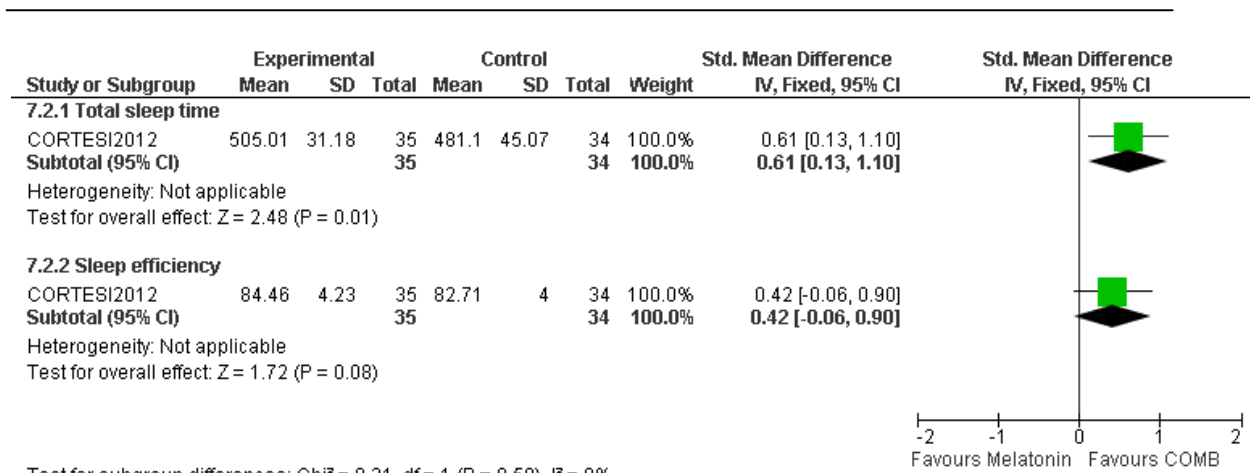 Experimental Control Std. Mean Difference Std. Mean Difference
Study or Subgroup Mean SD Total Mean SD Total Weight IV, Fixed, 95% CI IV, Fixed, 95% CI
7.2.1 Total sleep time
CORTESI2012 505.01 31.18 35 481.1 45.07 34 100.0% 0.61 [0.13, 1.10]
Subtotal (95% CI) 35 34 100.0% 0.61 [0.13, 1.10]
Heterogeneity: Not applicable
Test for overall effect: Z = 2.48 (P = 0.01)
7.2.2 Sleep efficiency
CORTESI2012 84.46 4.23 35 82.71 4 34 100.0% 0.42 [-0.06, 0.90]
Subtotal (95% CI) 35 34 100.0% 0.42 [-0.06, 0.90]
Heterogeneity: Not applicable
Test for overall effect: Z = 1.72 (P = 0.08)
-2 -1 0 1 2
Favours Melatonin Favours COMB
Test for subgroup differences: